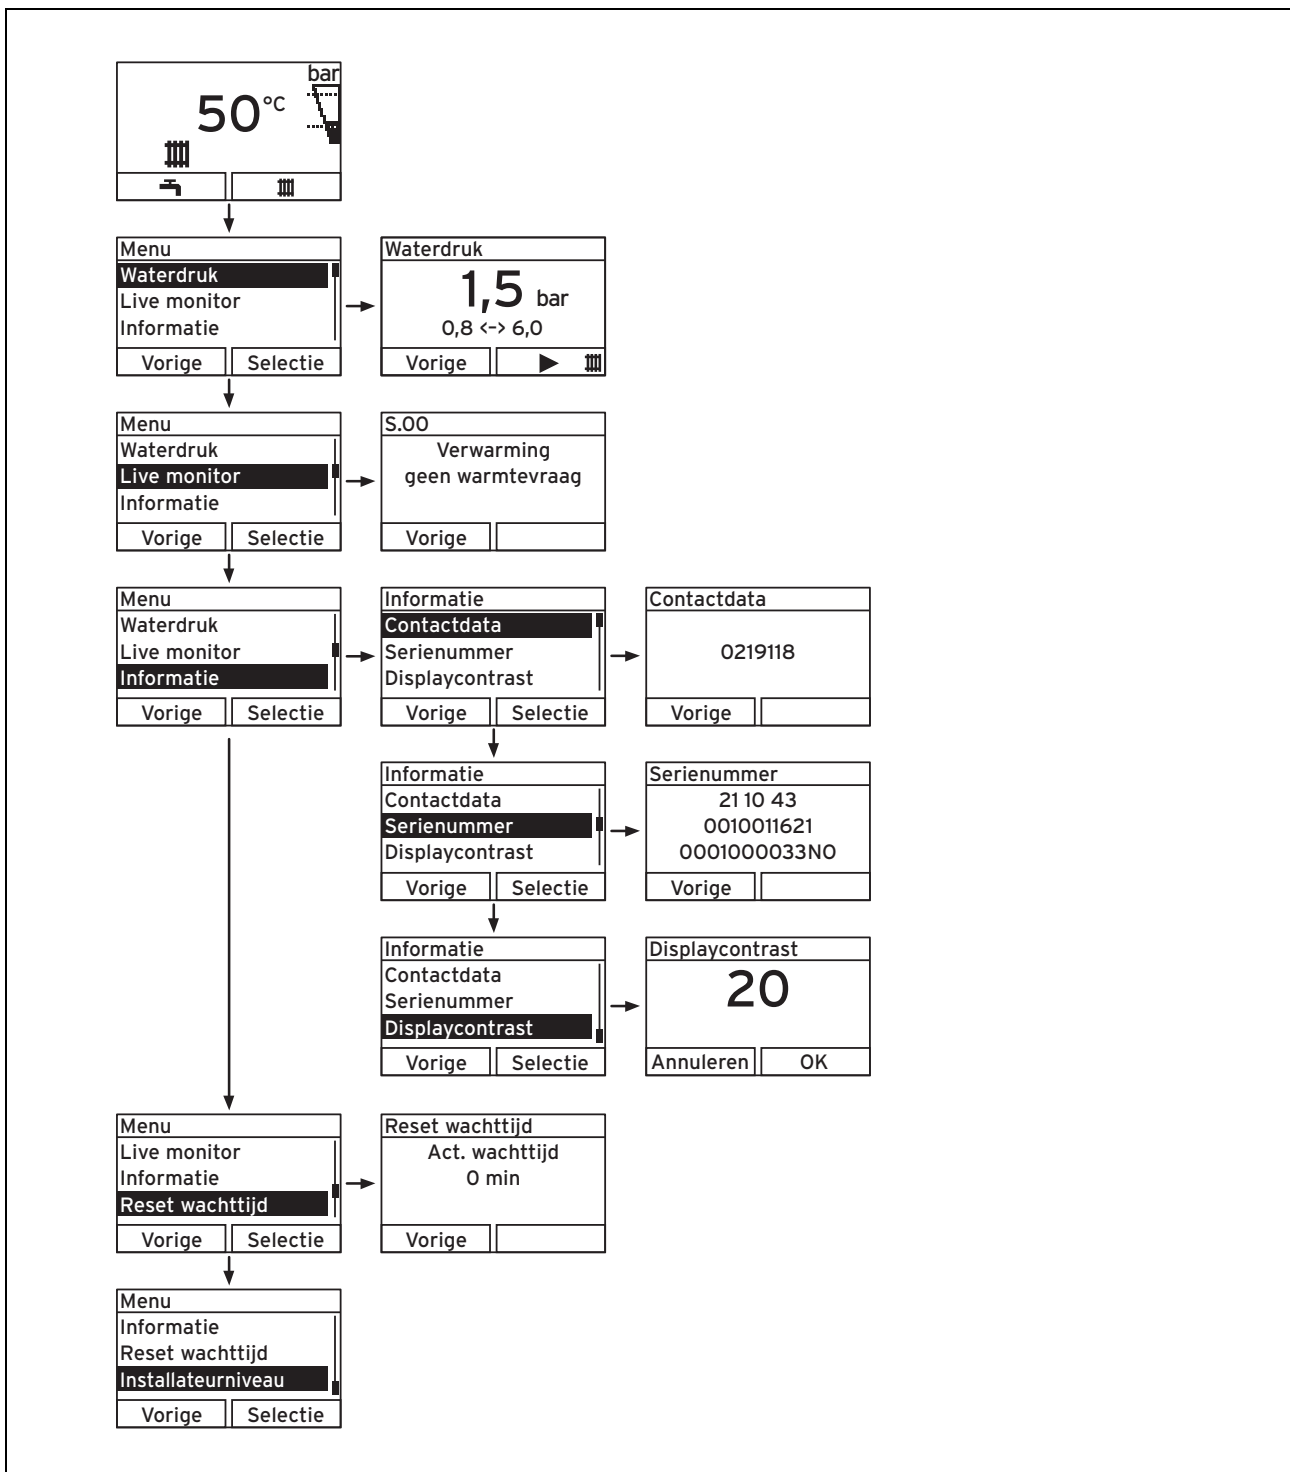 bar
50°C
Menu
Waterdruk
Live monitor
Informatie
Vorige Selectie
Waterdruk
1,5 bar
0,8 <-> 6,0
Vorige
Menu
Waterdruk
Live monitor
Informatie
Vorige Selectie
S.00
Verwarming
geen warmtevraag
Vorige
Menu
Waterdruk
Live monitor
Informatie
Vorige Selectie
Informatie
Contactdata
Serienummer
Displaycontrast
Vorige Selectie
Contactdata
0219118
Vorige
Informatie
Contactdata
Serienummer
Displaycontrast
Vorige Selectie
Serienummer
21 10 43
0010011621
0001000033N0
Vorige
Informatie
Contactdata
Serienummer
Displaycontrast
Vorige Selectie
Displaycontrast
20
Annuleren OK
Menu
Live monitor
Informatie
Reset wachttijd
Vorige Selectie
Reset wachttijd
Act. wachttijd
0 min
Vorige
Menu
Informatie
Reset wachttijd
Installateurniveau
Vorige Selectie